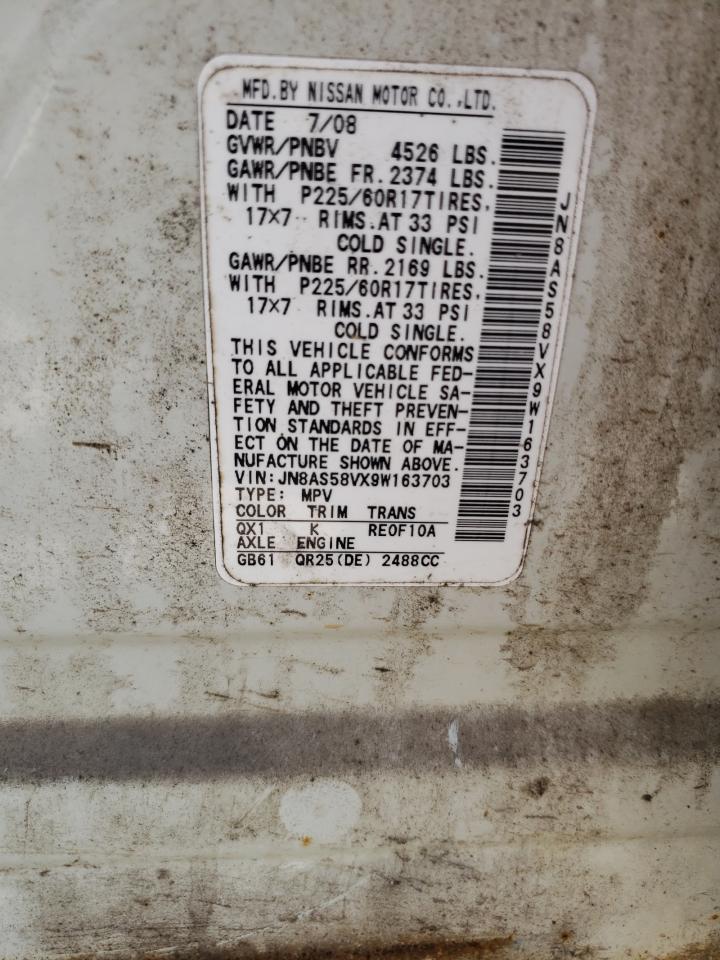 MFD.BY NISSAN MOTOR CO.,LTD.
DATE 7/08
GVWR/PNBV 4526 LBS.
GAWR/PNBE FR. 2374 LBS.
WITH P225/60R17TIRES,
17×7 RIMS.AT 33 PSI
COLD SINGLE.
GAWR/PNBE RR. 2169 LBS.
WITH P225/60R17TIRES,
17×7 RIMS.AT 33 PSI
COLD SINGLE.
THIS VEHICLE CONFORMS
TO ALL APPLICABLE FED-
ERAL MOTOR VEHICLE SA-
FETY AND THEFT PREVEN-
TION STANDARDS IN EFF-
ECT ON THE DATE OF MA-
NUFACTURE SHOWN ABOVE.
VIN:JN8AS58VX9W163703
TYPE: MPV
COLOR TRIM TRANS
QX1 K RE0F10A
AXLE ENGINE
GB61 QR25(DE) 2488CC
JN8AS58VX9W163703